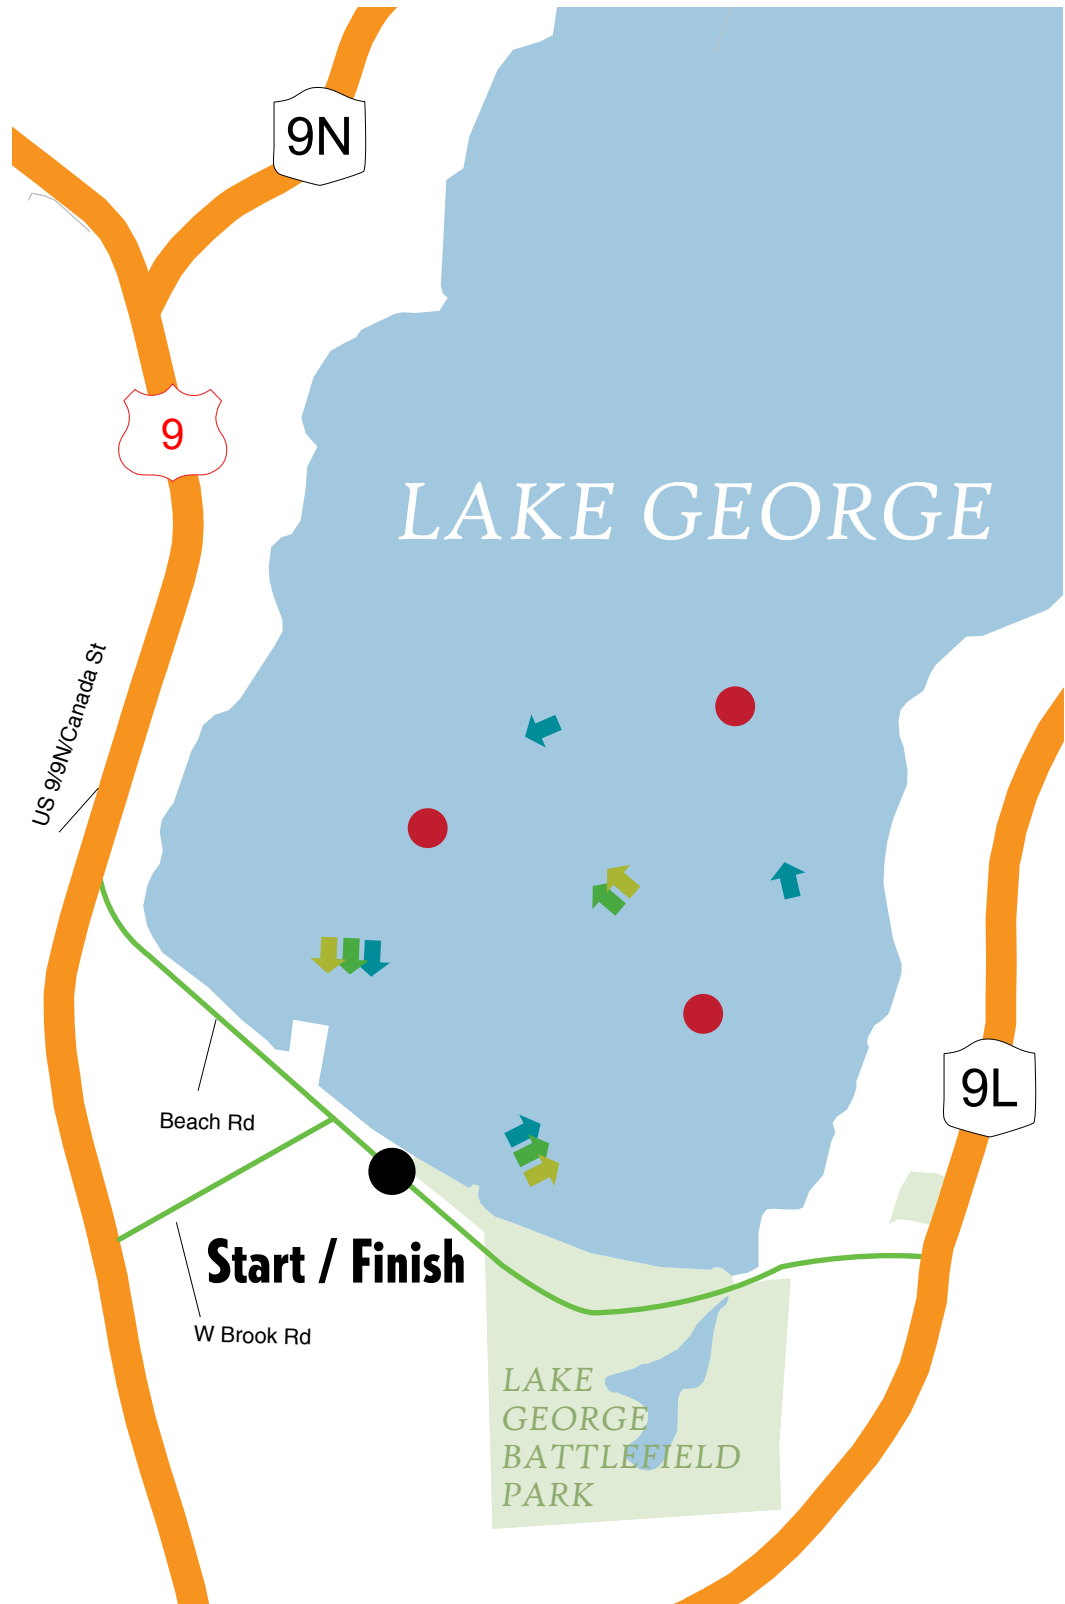 9N
9
LAKE GEORGE
US 9/9N/Canada St
9L
Beach Rd
Start / Finish
W Brook Rd
LAKE
GEORGE
BATTLEFIELD
PARK